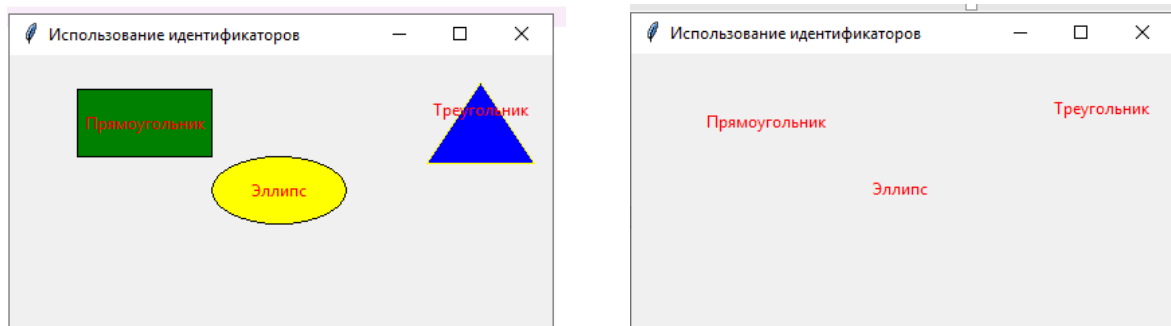 Использование идентификаторов
Прямоугольник
Треугольник
Эллипс
Использование идентификаторов
Прямоугольник
Треугольник
Эллипс